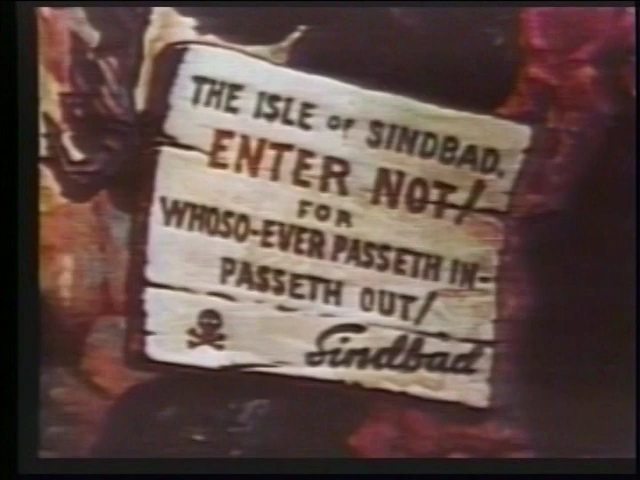 THE ISLE OF SINDBAD.
ENTER NOT!
FOR
WHOSO-EVER PASSETH IN-
PASSETH OUT!
Sindbad